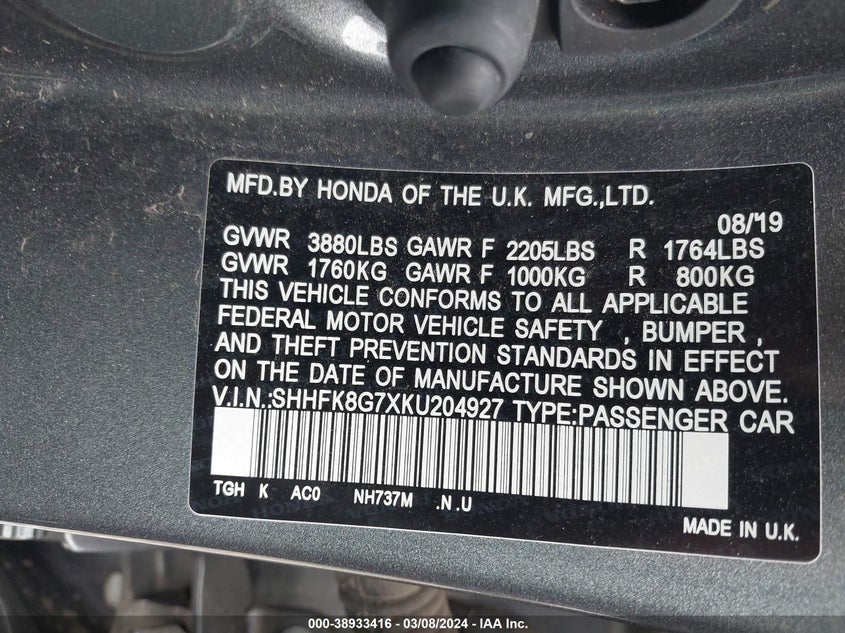 MFD.BY HONDA OF THE U.K. MFG.,LTD.
08/'19
GVWR 3880LBS GAWR F 2205LBS R 1764LBS
GVWR 1760KG GAWR F 1000KG R 800KG
THIS VEHICLE CONFORMS TO ALL APPLICABLE
FEDERAL MOTOR VEHICLE SAFETY , BUMPER ,
AND THEFT PREVENTION STANDARDS IN EFFECT
ON THE DATE OF MANUFACTURE SHOWN ABOVE.
V.I.N.:SHHFK8G7XKU204927 TYPE:PASSENGER CAR
TGH K AC0 NH737M .N .U
MADE IN U.K.
000-38933416 - 03/08/2024 - IAA Inc.